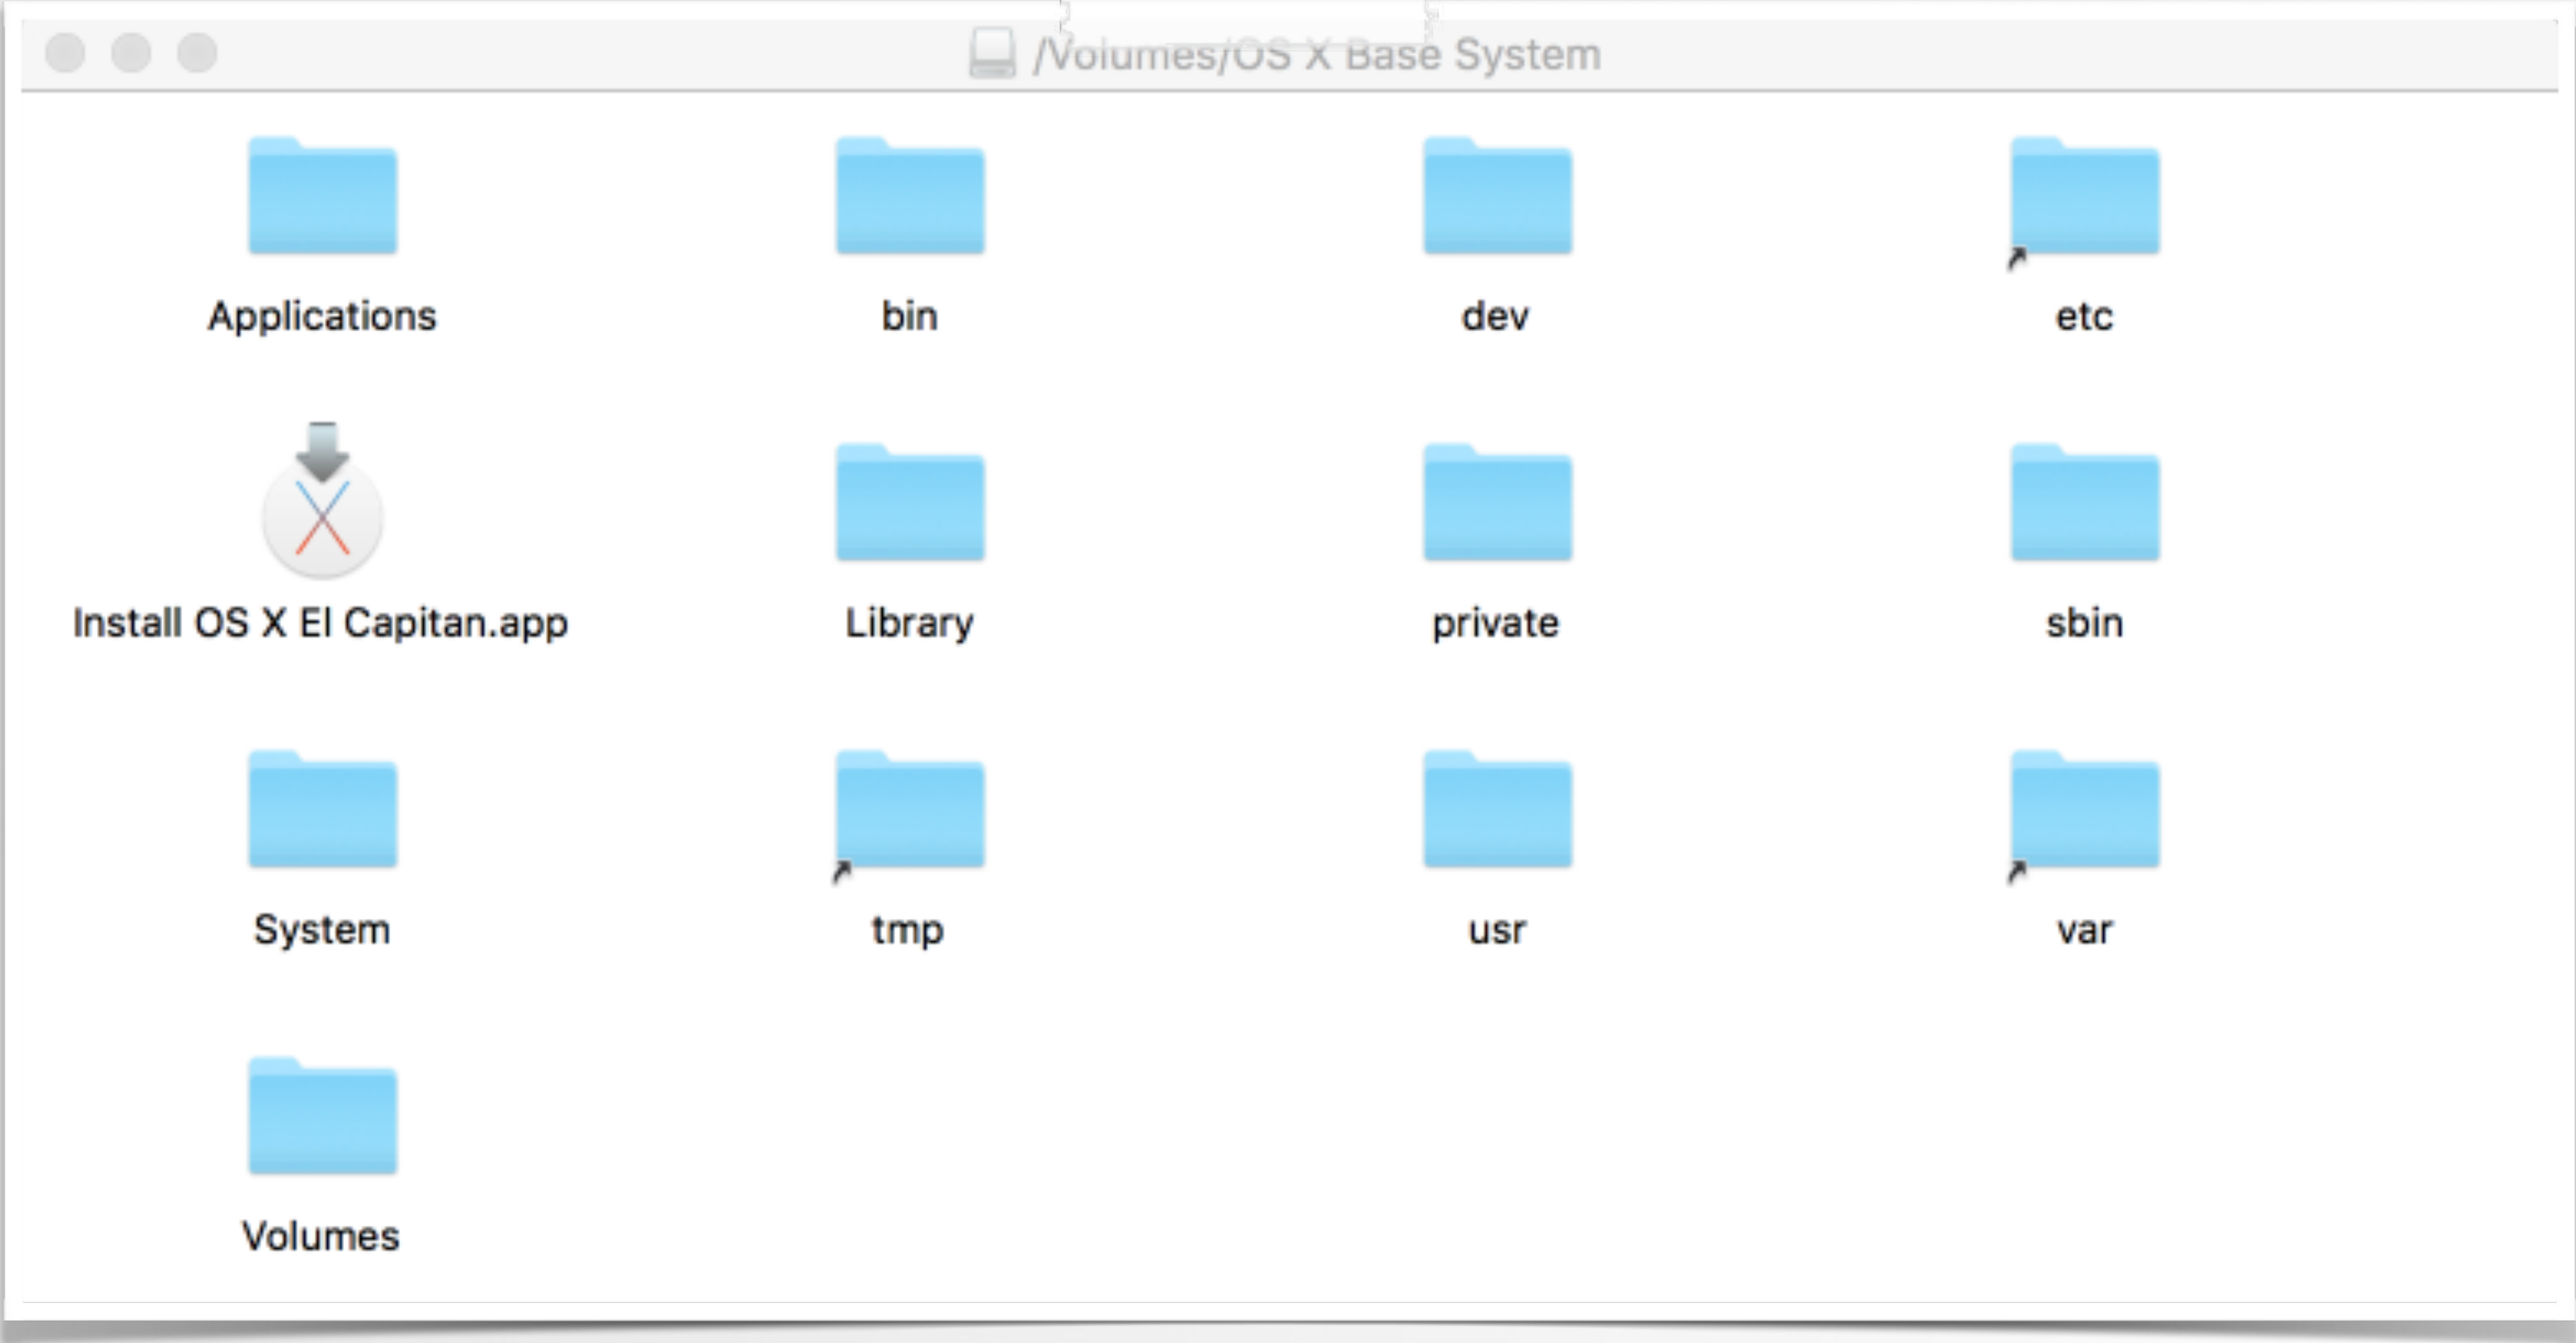 /Volumes/OS X Base System
Applications
bin
dev
etc
Install OS X El Capitan.app
Library
private
sbin
System
tmp
usr
var
Volumes